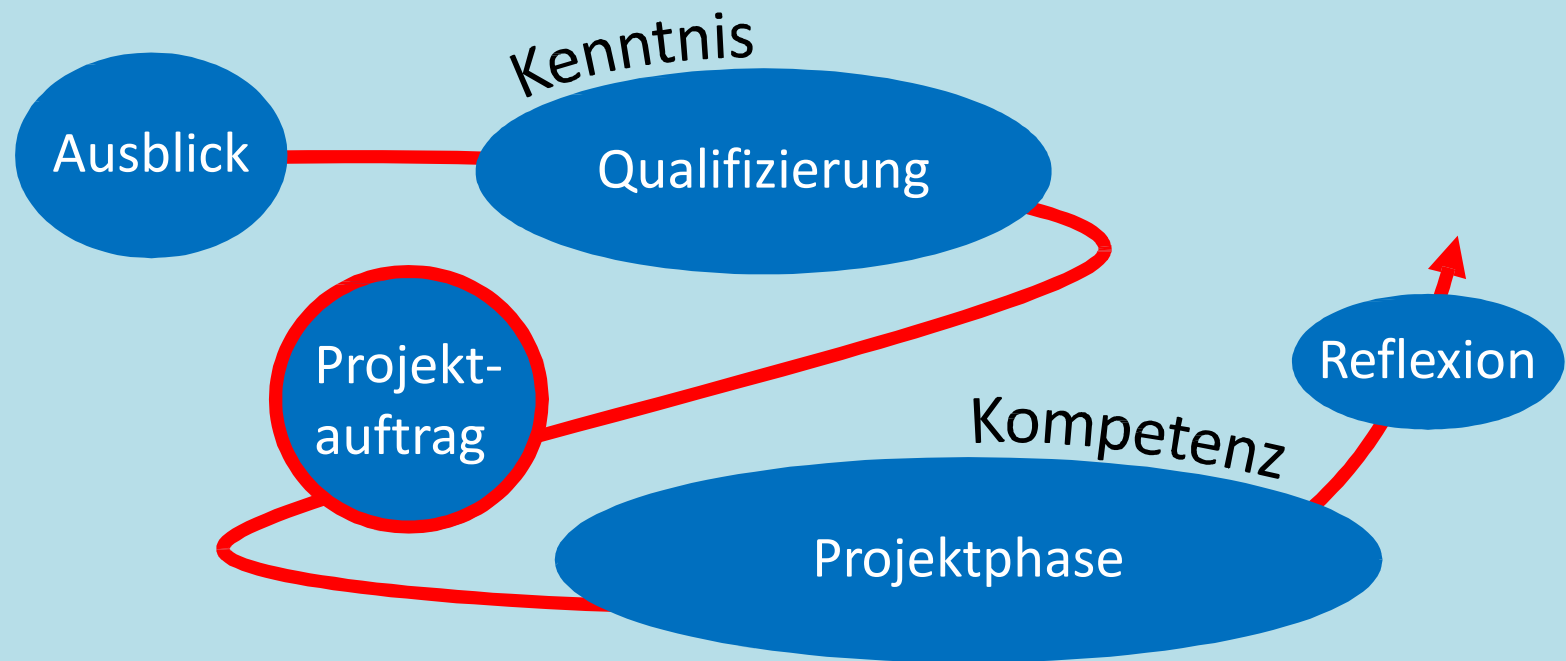 Kenntnis
Ausblick
Qualifizierung
Projekt-
auftrag
Reflexion
Kompetenz
Projektphase